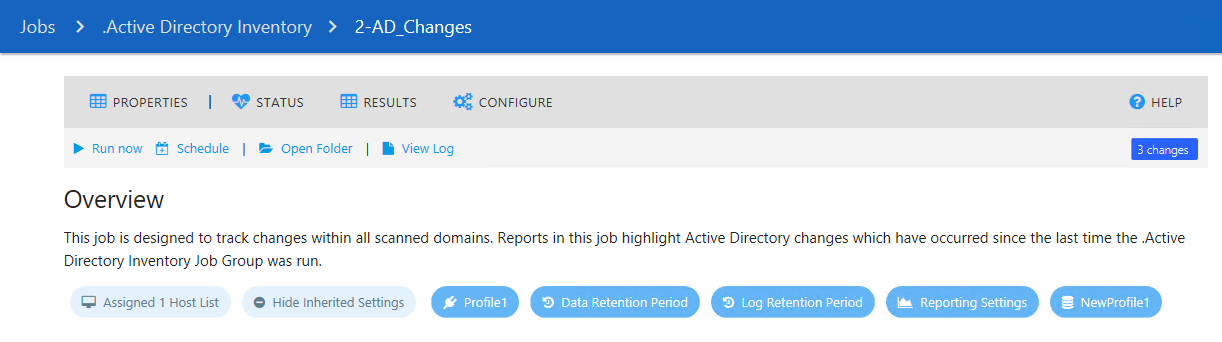 Jobs > .Active Directory Inventory > 2-AD_Changes
PROPERTIES | STATUS RESULTS CONFIGURE HELP
Run now Schedule | Open Folder | View Log 3 changes
Overview
This job is designed to track changes within all scanned domains. Reports in this job highlight Active Directory changes which have occurred since the last time the .Active
Directory Inventory Job Group was run.
Assigned 1 Host List Hide Inherited Settings Profile1 Data Retention Period Log Retention Period Reporting Settings NewProfile1